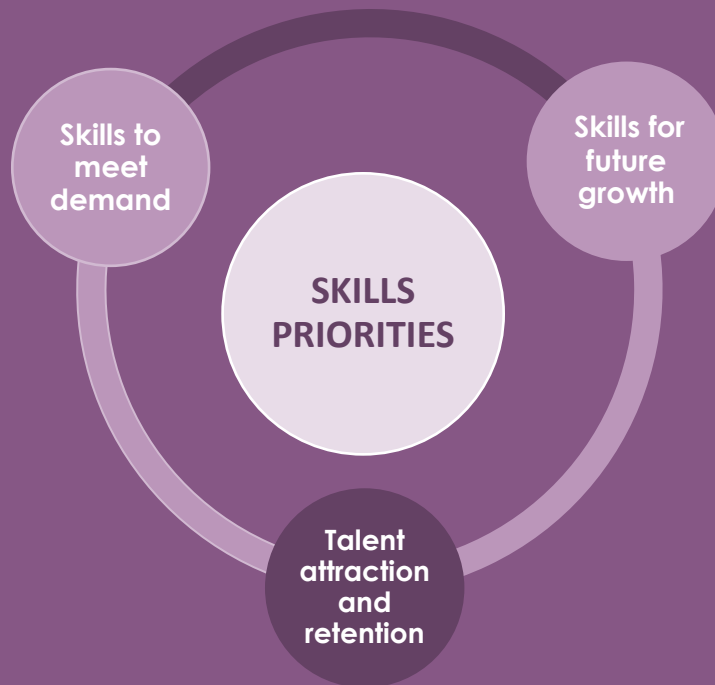 Skills to
meet
demand
Skills for
future
growth
SKILLS
PRIORITIES
Talent
attraction
and
retention